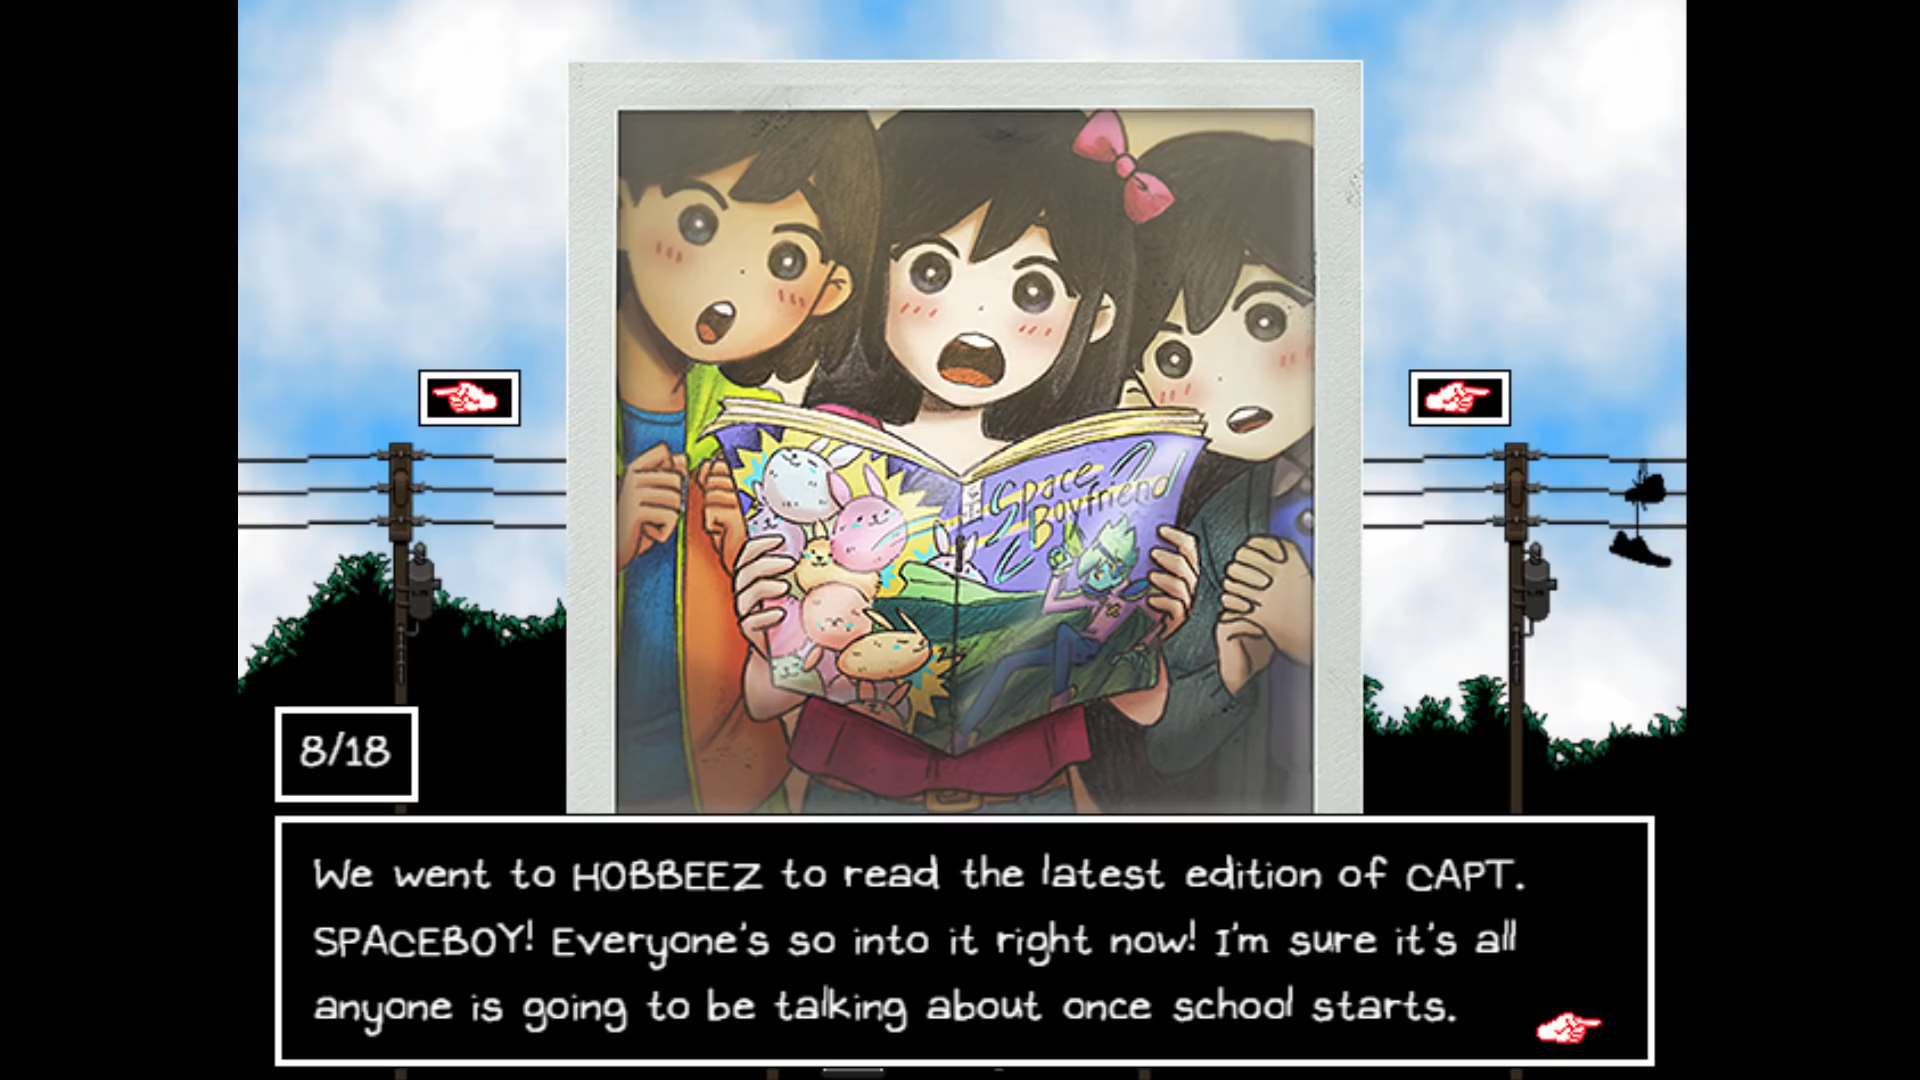 Space
Boyfriend
2
8/18
We went to HOBBEEZ to read the latest edition of CAPT.
SPACEBOY! Everyone's so into it right now! I'm sure it's all
anyone is going to be talking about once school starts.